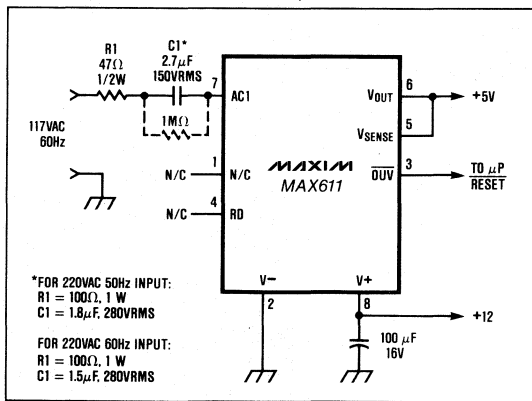 R1
47Ω
1/2W
C1*
2.7μF
150VRMS
7
AC1
1MΩ
117VAC
60Hz
N/C
1
N/C
N/C
4
RD
MAXIM
MAX611
VOUT
6
+5V
VSENSE
5
OUV
3
TO μP
RESET
V–
2
V+
8
+12
100 μF
16V
*FOR 220VAC 50Hz INPUT:
R1 = 100Ω, 1 W
C1 = 1.8μF, 280VRMS
FOR 220VAC 60Hz INPUT:
R1 = 100Ω, 1 W
C1 = 1.5μF, 280VRMS